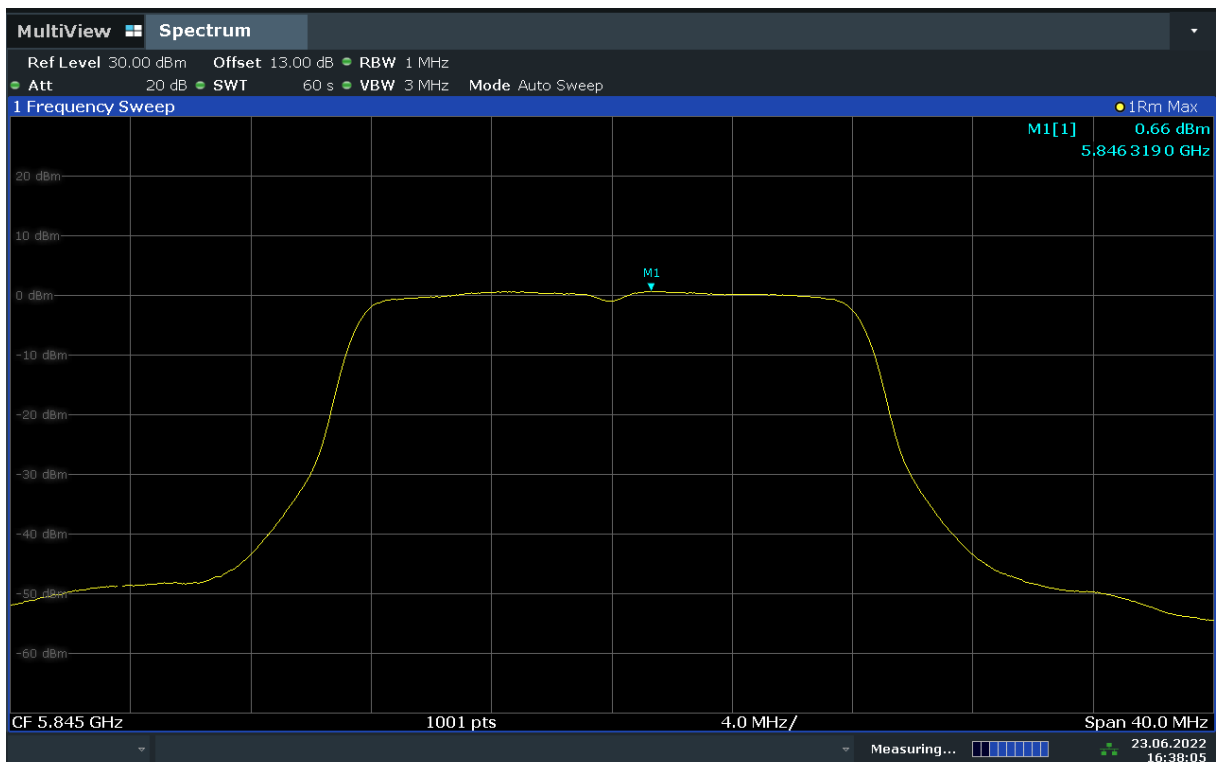 MultiView Spectrum
Ref Level 30.00 dBm Offset 13.00 dB RBW 1 MHz
Att 20 dB SWT 60 s VBW 3 MHz Mode Auto Sweep
1 Frequency Sweep 1Rm Max
M1[1] 0.66 dBm
5.846 319 0 GHz
20 dBm
10 dBm
M1
0 dBm
-10 dBm
-20 dBm
-30 dBm
-40 dBm
-50 dBm
-60 dBm
CF 5.845 GHz 1001 pts 4.0 MHz/ Span 40.0 MHz
Measuring... 23.06.2022
16:38:05